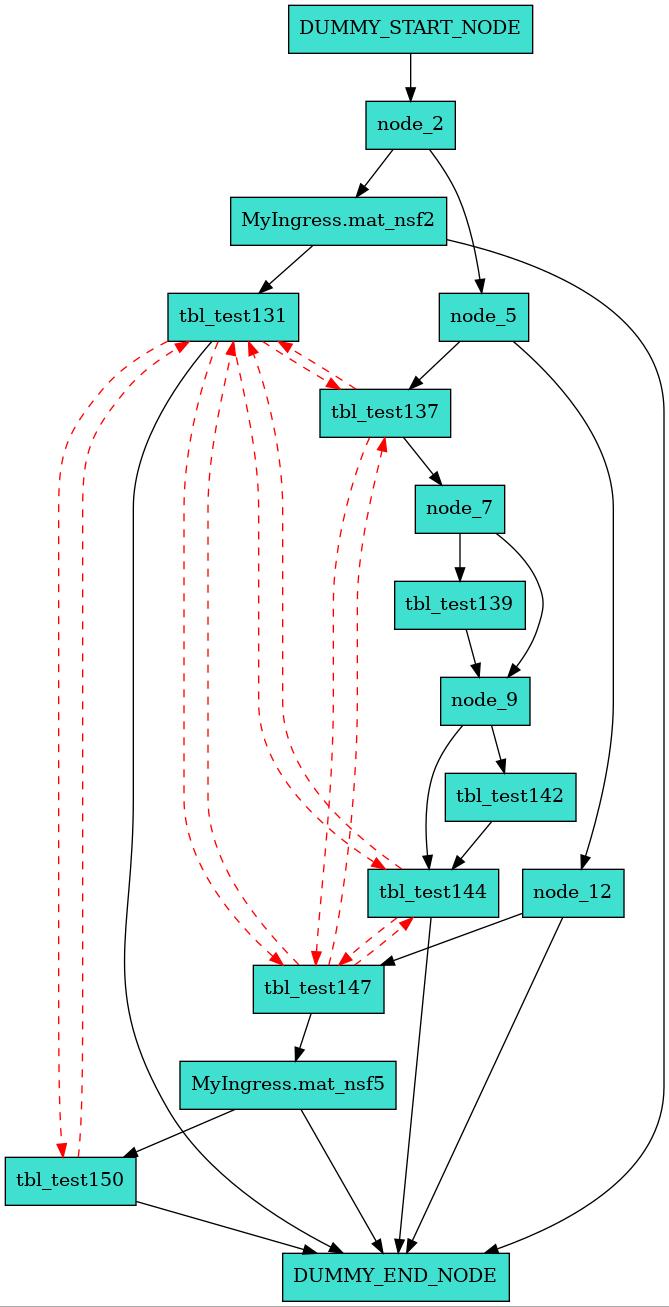 DUMMY_START_NODE
node_2
MyIngress.mat_nsf2
tbl_test131
node_5
tbl_test137
node_7
tbl_test139
node_9
tbl_test142
tbl_test144
node_12
tbl_test147
MyIngress.mat_nsf5
tbl_test150
DUMMY_END_NODE